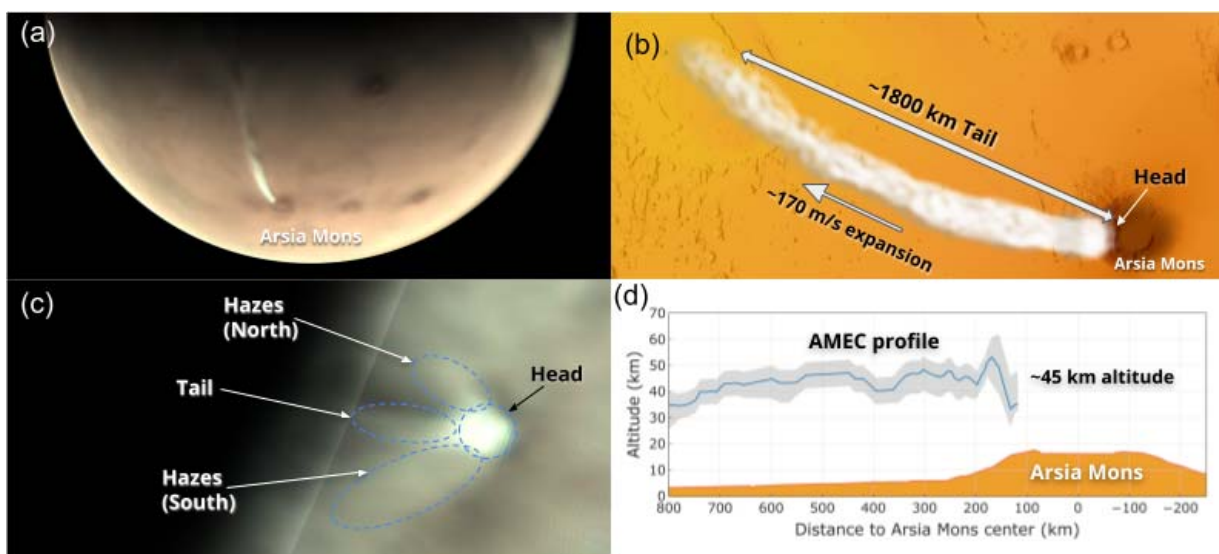 (a)
Arsia Mons
(b)
~1800 km Tail
~170 m/s expansion
Head
Arsia Mons
(c)
Hazes
(North)
Tail
Hazes
(South)
Head
(d)
70
60
50
40
30
20
10
0
Altitude (km)
AMEC profile
~45 km altitude
Arsia Mons
800 700 600 500 400 300 200 100 0 −100 −200
Distance to Arsia Mons center (km)